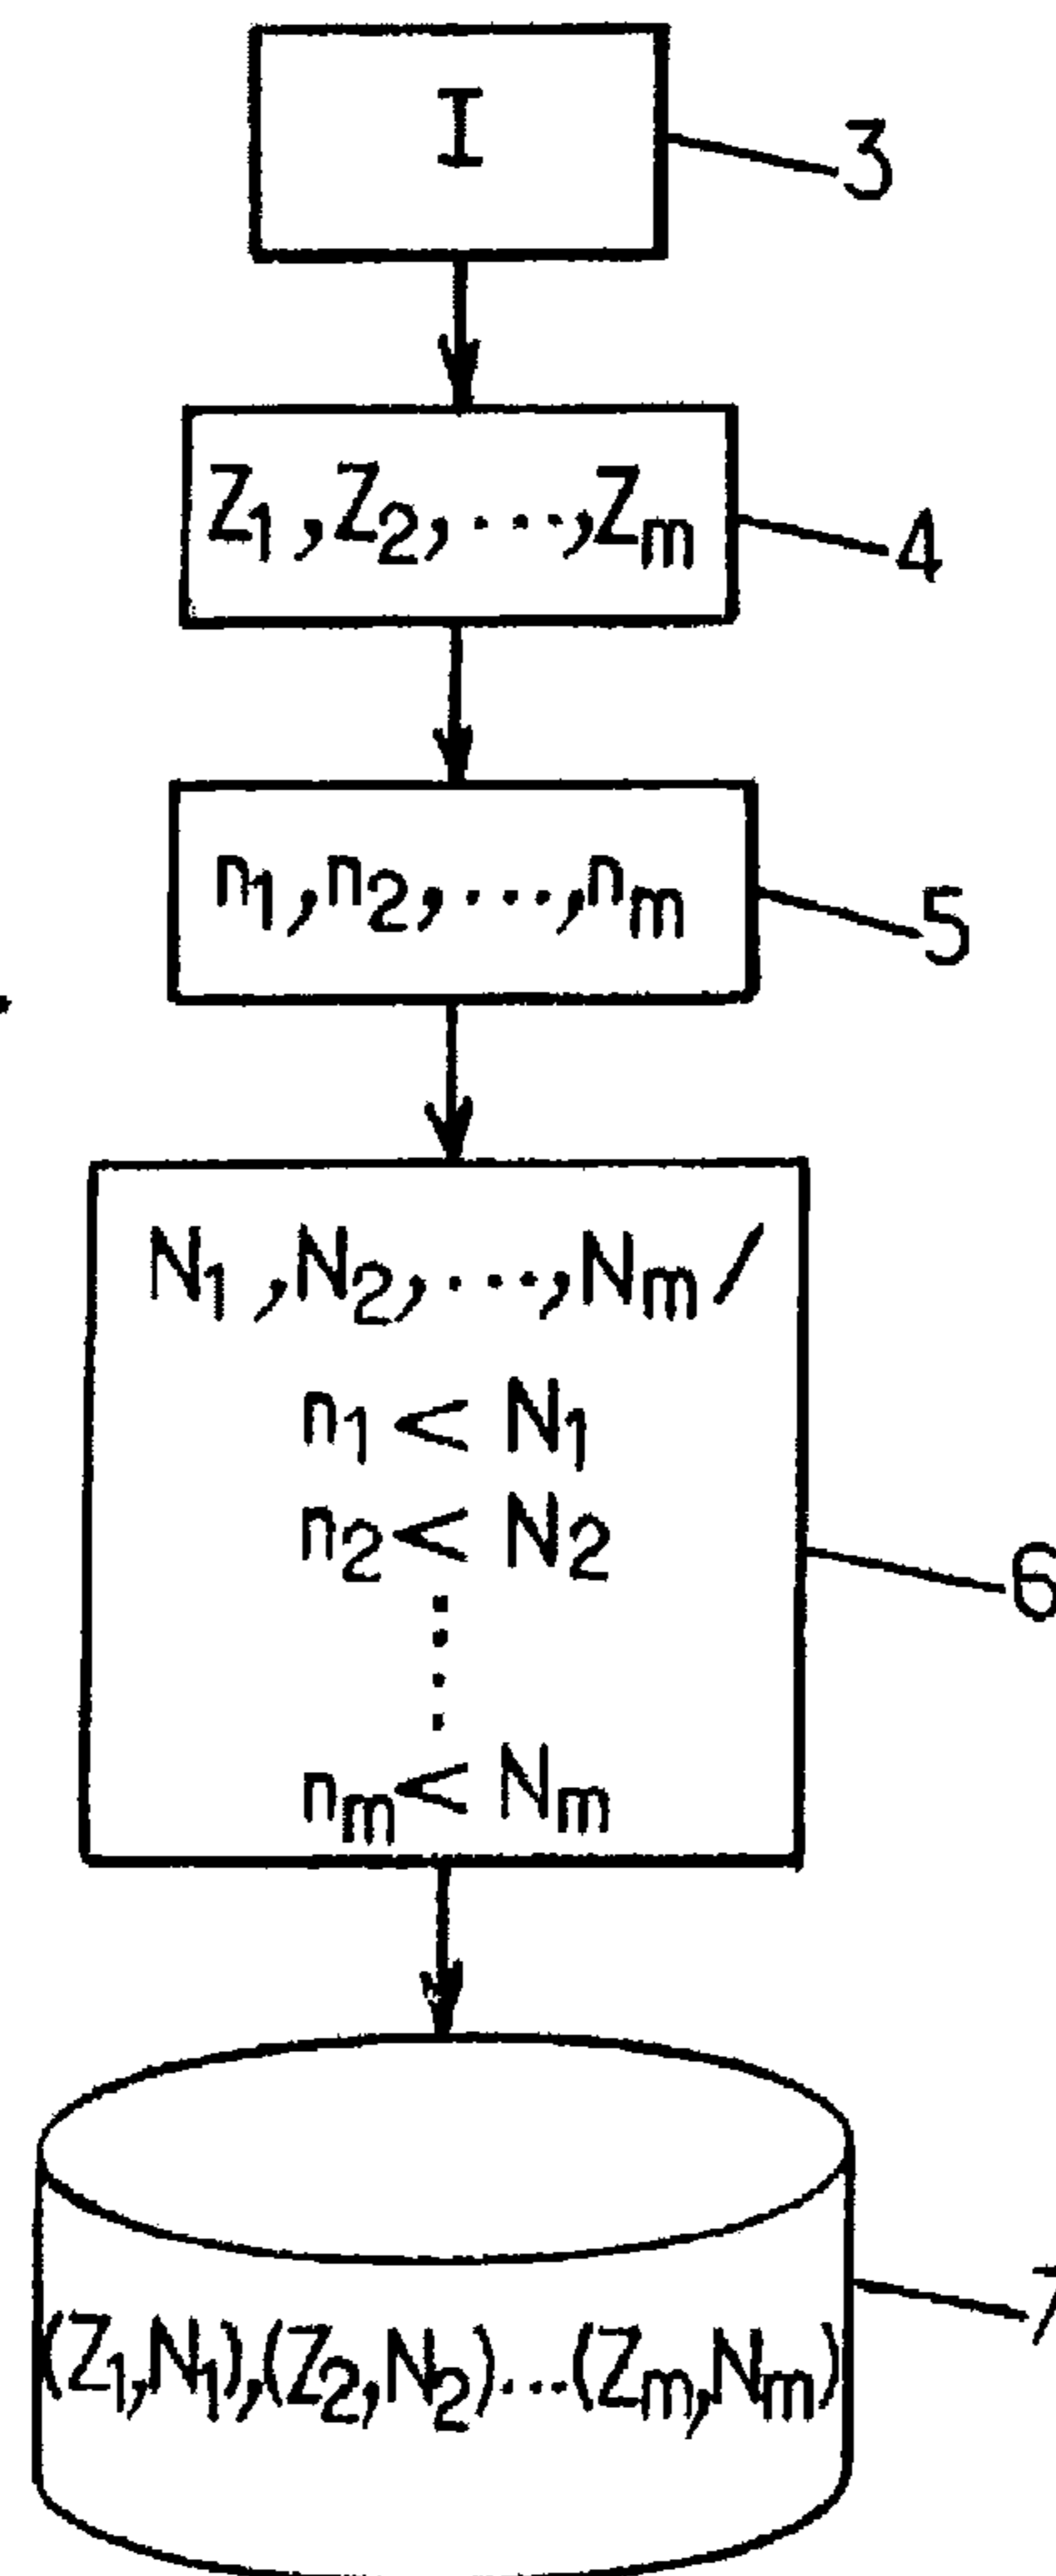 I
3
Z1,Z2,...,Zm
4
n1,n2,...,nm
5
N1,N2,...,Nm/
n1 < N1
n2 < N2
nm < Nm
6
(Z1,N1),(Z2,N2)...(Zm,Nm)
7